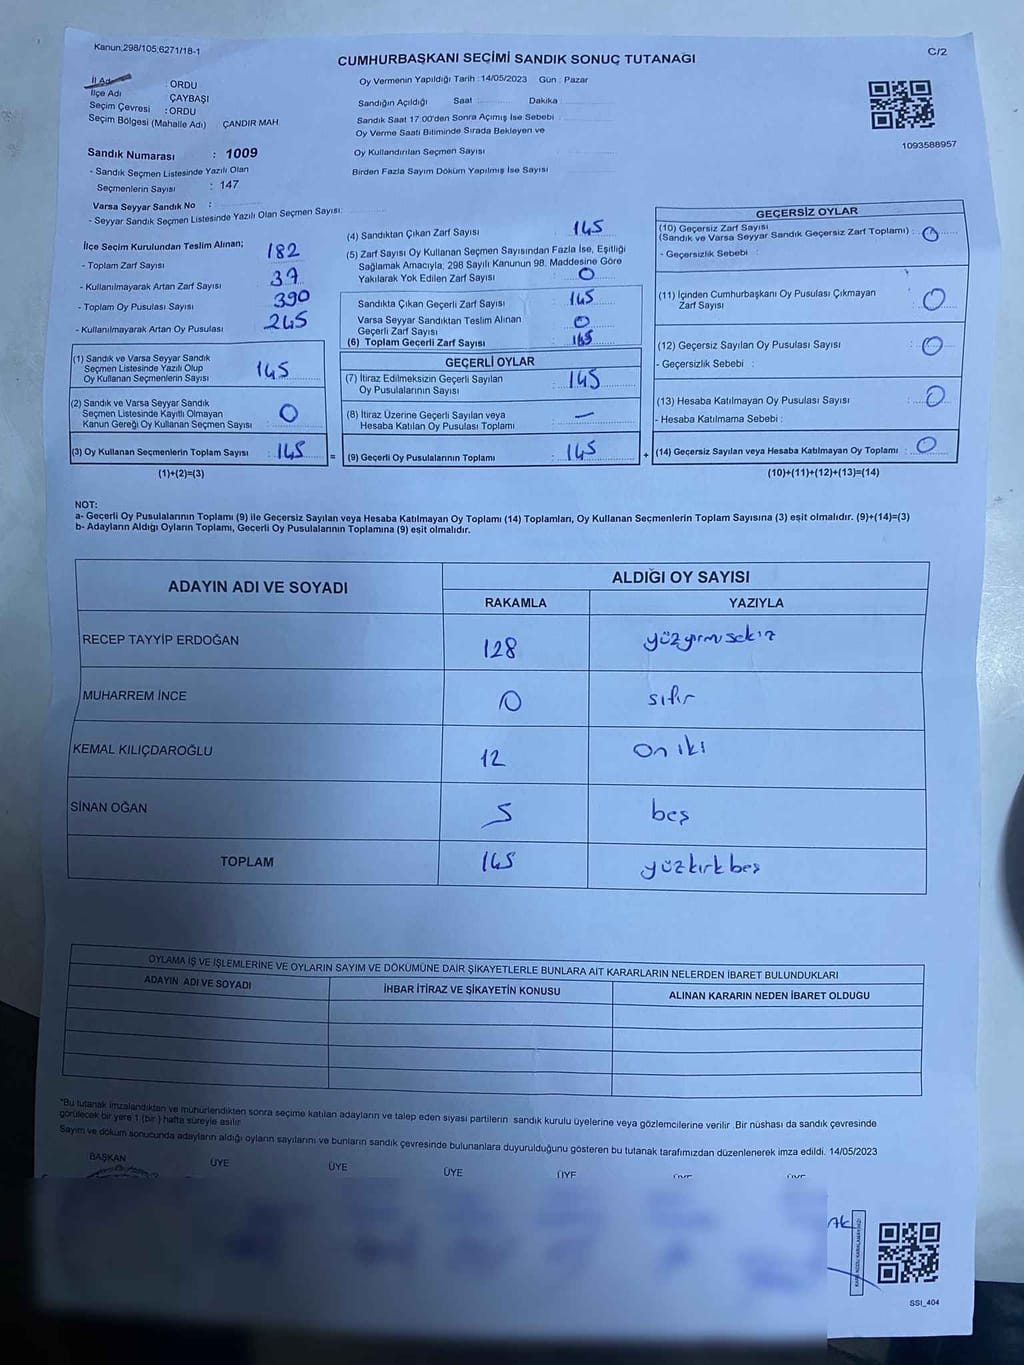 Kanun,298/105,6271/18-1
C/2
CUMHURBAŞKANI SEÇİMİ SANDIK SONUÇ TUTANAĞI
İl Adı : ORDU
İlçe Adı : ÇAYBAŞI
Seçim Çevresi : ORDU
Seçim Bölgesi (Mahalle Adı) : ÇANDIR MAH
Sandık Numarası : 1009
- Sandık Seçmen Listesinde Yazılı Olan
Seçmenlerin Sayısı : 147
Varsa Seyyar Sandık No :
- Seyyar Sandık Seçmen Listesinde Yazılı Olan Seçmen Sayısı:
Oy Vermenin Yapıldığı Tarih : 14/05/2023 Gün : Pazar
Sandığın Açıldığı Saat : Dakika
Sandık Saat 17:00'den Sonra Açımış İse Sebebi :
Oy Verme Saati Bitiminde Sırada Bekleyen ve
Oy Kullandırılan Seçmen Sayısı
Birden Fazla Sayım Döküm Yapılmış İse Sayısı
1093588957
İlçe Seçim Kurulundan Teslim Alınan;
- Toplam Zarf Sayısı 182
- Kullanılmayarak Artan Zarf Sayısı 37
- Toplam Oy Pusulası Sayısı 390
- Kullanılmayarak Artan Oy Pusulası 245
(1) Sandık ve Varsa Seyyar Sandık
Seçmen Listesinde Yazılı Olup
Oy Kullanan Seçmenlerin Sayısı 145
(2) Sandık ve Varsa Seyyar Sandık
Seçmen Listesinde Kayıtlı Olmayan
Kanun Gereği Oy Kullanan Seçmen Sayısı : 0
(3) Oy Kullanan Seçmenlerin Toplam Sayısı : 145
(1)+(2)=(3)
=
(4) Sandıktan Çıkan Zarf Sayısı 145
(5) Zarf Sayısı Oy Kullanan Seçmen Sayısından Fazla İse, Eşitliği
Sağlamak Amacıyla; 298 Sayılı Kanunun 98. Maddesine Göre
Yakılarak Yok Edilen Zarf Sayısı 0
Sandıkta Çıkan Geçerli Zarf Sayısı : 145
Varsa Seyyar Sandıktan Teslim Alınan
Geçerli Zarf Sayısı : 0
(6) Toplam Geçerli Zarf Sayısı : 145
GEÇERLİ OYLAR
(7) İtiraz Edilmeksizin Geçerli Sayılan
Oy Pusulalarının Sayısı : 145
(8) İtiraz Üzerine Geçerli Sayılan veya
Hesaba Katılan Oy Pusulası Toplamı : —
(9) Geçerli Oy Pusulalarının Toplamı : 145
+
GEÇERSİZ OYLAR
(10) Geçersiz Zarf Sayısı
(Sandık ve Varsa Seyyar Sandık Geçersiz Zarf Toplamı) : 0
- Geçersizlik Sebebi :
(11) İçinden Cumhurbaşkanı Oy Pusulası Çıkmayan
Zarf Sayısı : 0
(12) Geçersiz Sayılan Oy Pusulası Sayısı : 0
- Geçersizlik Sebebi :
(13) Hesaba Katılmayan Oy Pusulası Sayısı : 0
- Hesaba Katılmama Sebebi :
(14) Geçersiz Sayılan veya Hesaba Katılmayan Oy Toplamı : 0
(10)+(11)+(12)+(13)=(14)
NOT:
a- Geçerli Oy Pusulalarının Toplamı (9) ile Geçersiz Sayılan veya Hesaba Katılmayan Oy Toplamı (14) Toplamları, Oy Kullanan Seçmenlerin Toplam Sayısına (3) eşit olmalıdır. (9)+(14)=(3)
b- Adayların Aldığı Oyların Toplamı, Geçerli Oy Pusulalarının Toplamına (9) eşit olmalıdır.
ADAYIN ADI VE SOYADI
ALDIĞI OY SAYISI
RAKAMLA YAZIYLA
RECEP TAYYİP ERDOĞAN 128 yüzyirmisekiz
MUHARREM İNCE 0 sıfır
KEMAL KILIÇDAROĞLU 12 on iki
SİNAN OĞAN 5 beş
TOPLAM 145 yüzkırkbeş
OYLAMA İŞ VE İŞLEMLERİNE VE OYLARIN SAYIM VE DÖKÜMÜNE DAİR ŞİKAYETLERLE BUNLARA AİT KARARLARIN NELERDEN İBARET BULUNDUKLARI
ADAYIN ADI VE SOYADI İHBAR İTİRAZ VE ŞİKAYETİN KONUSU ALINAN KARARIN NEDEN İBARET OLDUĞU
*Bu tutanak imzalandıktan ve mühürlendikten sonra seçime katılan adayların ve talep eden siyasi partilerin sandık kurulu üyelerine veya gözlemcilerine verilir .Bir nüshası da sandık çevresinde
görülecek bir yere 1 (bir ) hafta süreyle asılır.
Sayım ve döküm sonucunda adayların aldığı oyların sayılarını ve bunların sandık çevresinde bulunanlara duyurulduğunu gösteren bu tutanak tarafımızdan düzenlenerek imza edildi. 14/05/2023
BAŞKAN ÜYE ÜYE ÜYE ÜYE ÜYE ÜYE
SSI_404